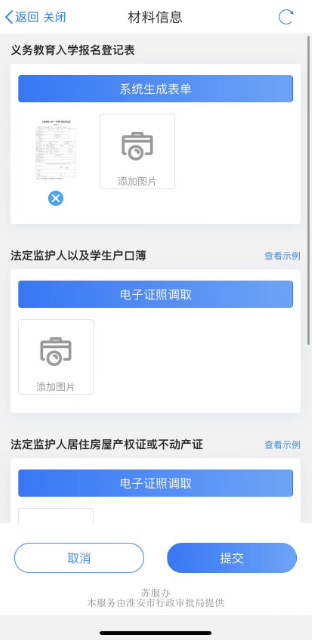 返回 关闭
材料信息
义务教育入学报名登记表
系统生成表单
添加图片
法定监护人以及学生户口簿
查看示例
电子证照调取
添加图片
法定监护人居住房屋产权证或不动产证
查看示例
电子证照调取
取消
提交
苏服办
本服务由淮安市行政审批局提供